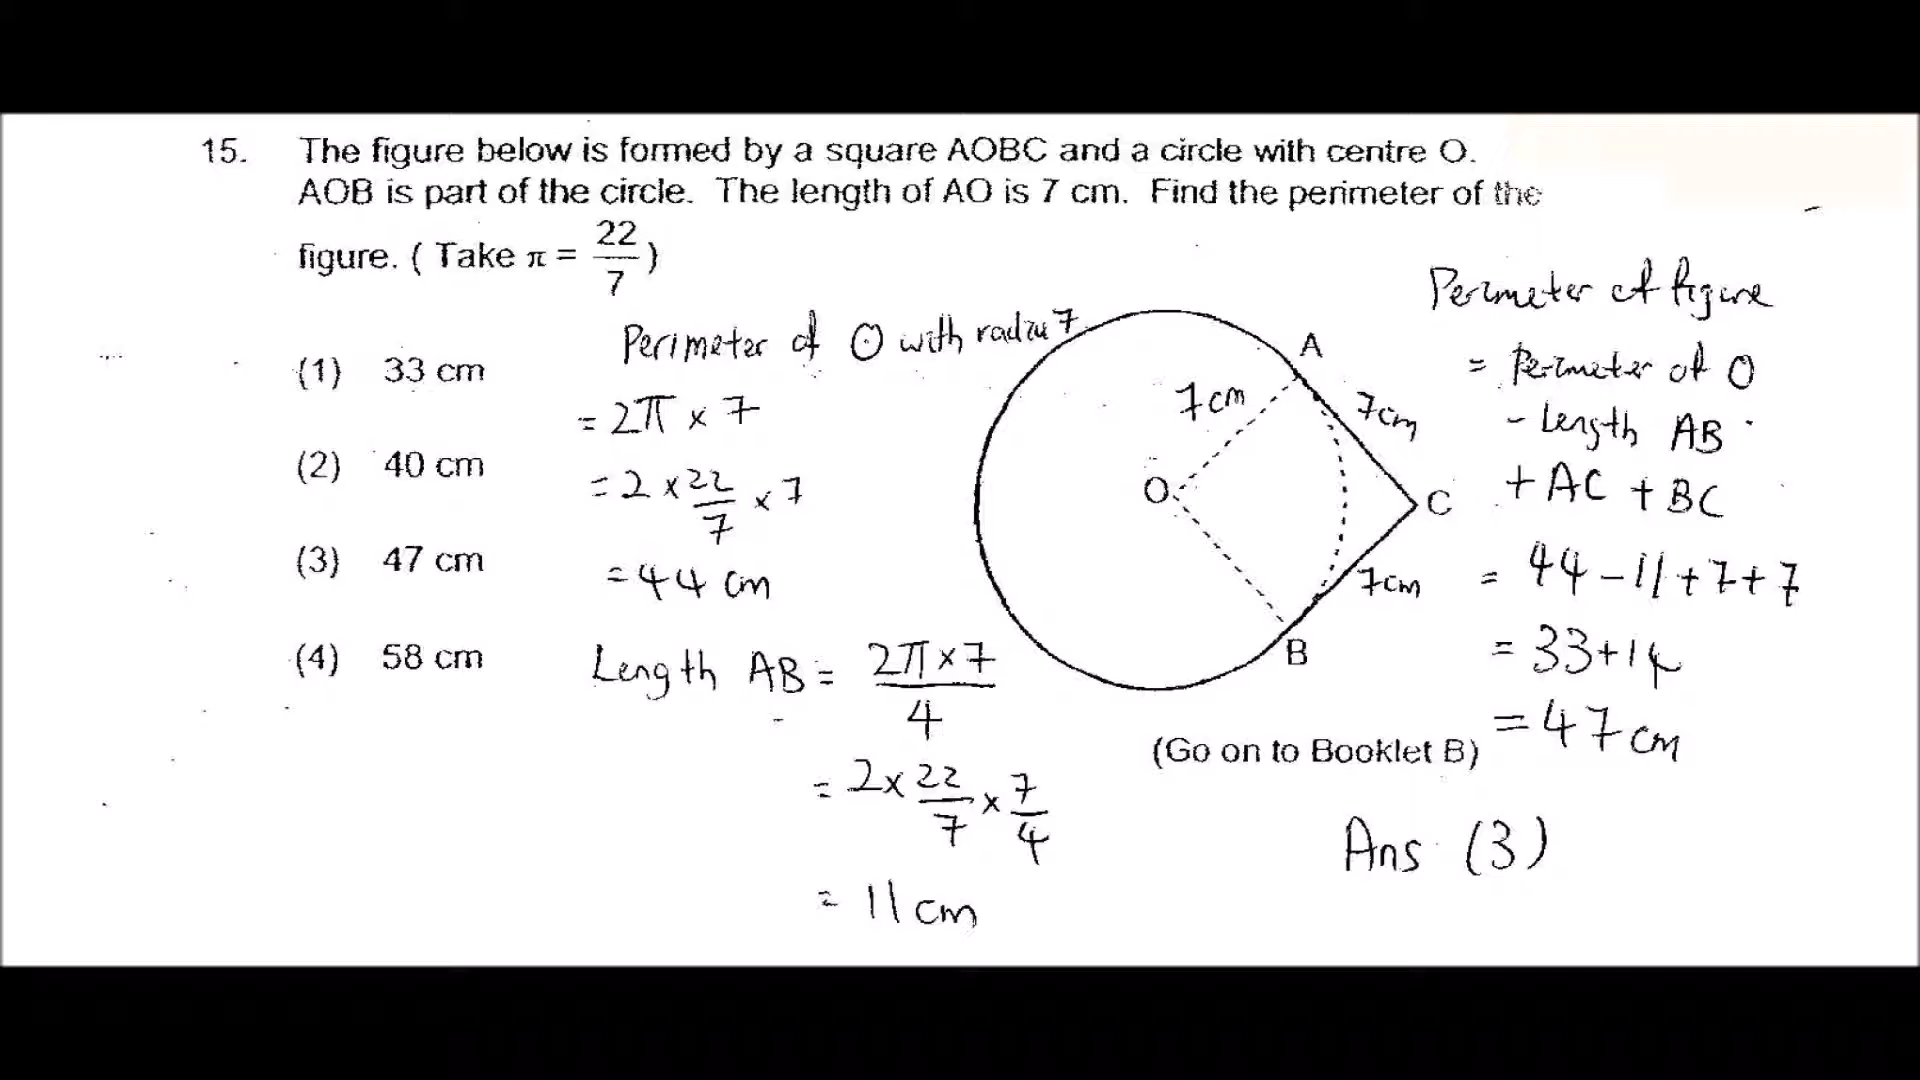 15. The figure below is formed by a square AOBC and a circle with centre O.
AOB is part of the circle. The length of AO is 7 cm. Find the perimeter of the
figure. ( Take π = 22/7 )
(1) 33 cm
(2) 40 cm
(3) 47 cm
(4) 58 cm
Perimeter of O with radius 7
= 2π × 7
= 2 × 22/7 × 7
= 44 cm
Length AB = 2π × 7 / 4
= 2 × 22/7 × 7/4
= 11 cm
A
7 cm
7cm
O
C
7cm
B
Perimeter of figure
= Perimeter of O
- Length AB
+ AC + BC
= 44 - 11 + 7 + 7
= 33 + 14
= 47 cm
(Go on to Booklet B)
Ans (3)